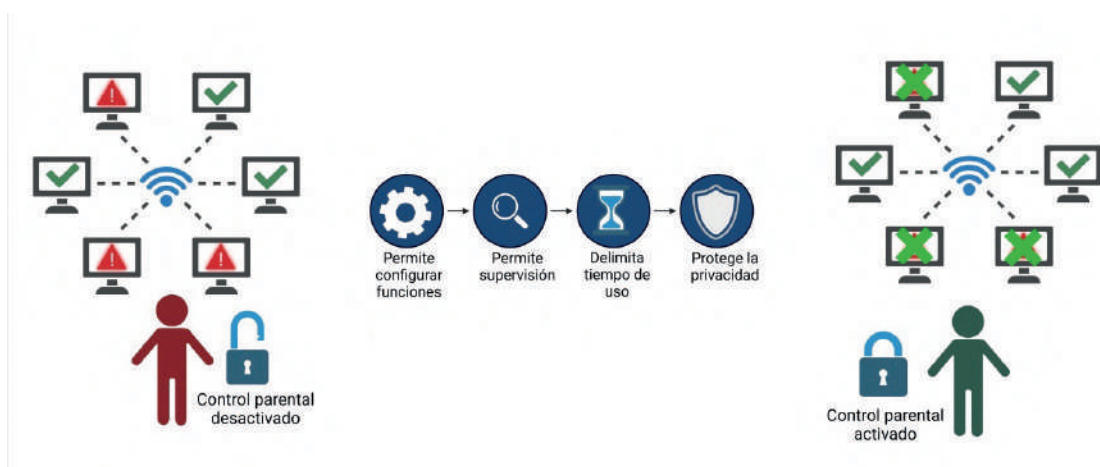 Permite
configurar
funciones
Permite
supervisión
Delimita
tiempo de
uso
Protege la
privacidad
Control parental
desactivado
Control parental
activado